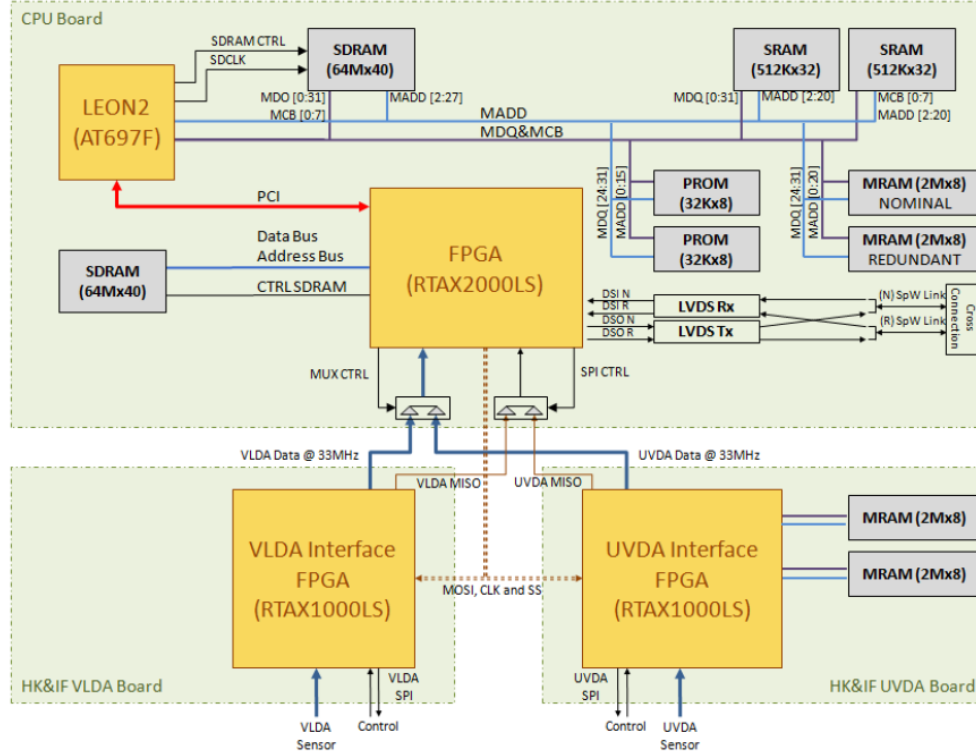 CPU Board
SDRAM CTRL
SDCLK
SDRAM
(64Mx40)
SRAM
(512Kx32)
SRAM
(512Kx32)
LEON2
(AT697F)
MDO [0:31]
MCB [0:7]
MADD [2:27]
MDQ [0:31]
MADD [2:20]
MCB [0:7]
MADD [2:20]
MADD
MDQ&MCB
PCI
MDQ [24:31]
MADD [0:15]
PROM
(32Kx8)
PROM
(32Kx8)
MDQ [24:31]
MADD [0:20]
MRAM (2Mx8)
NOMINAL
MRAM (2Mx8)
REDUNDANT
FPGA
(RTAX2000LS)
Data Bus
Address Bus
CTRL SDRAM
SDRAM
(64Mx40)
DSI N
DSI R
DSO N
DSO R
LVDS Rx
LVDS Tx
(N) SpW Link
(R) SpW Link
Cross
Connection
MUX CTRL
SPI CTRL
VLDA Data @ 33MHz
UVDA Data @ 33MHz
VLDA MISO
UVDA MISO
VLDA Interface
FPGA
(RTAX1000LS)
MOSI, CLK and SS
UVDA Interface
FPGA
(RTAX1000LS)
MRAM (2Mx8)
MRAM (2Mx8)
HK&IF VLDA Board
VLDA
SPI
UVDA
SPI
HK&IF UVDA Board
VLDA
Sensor
Control
Control
UVDA
Sensor